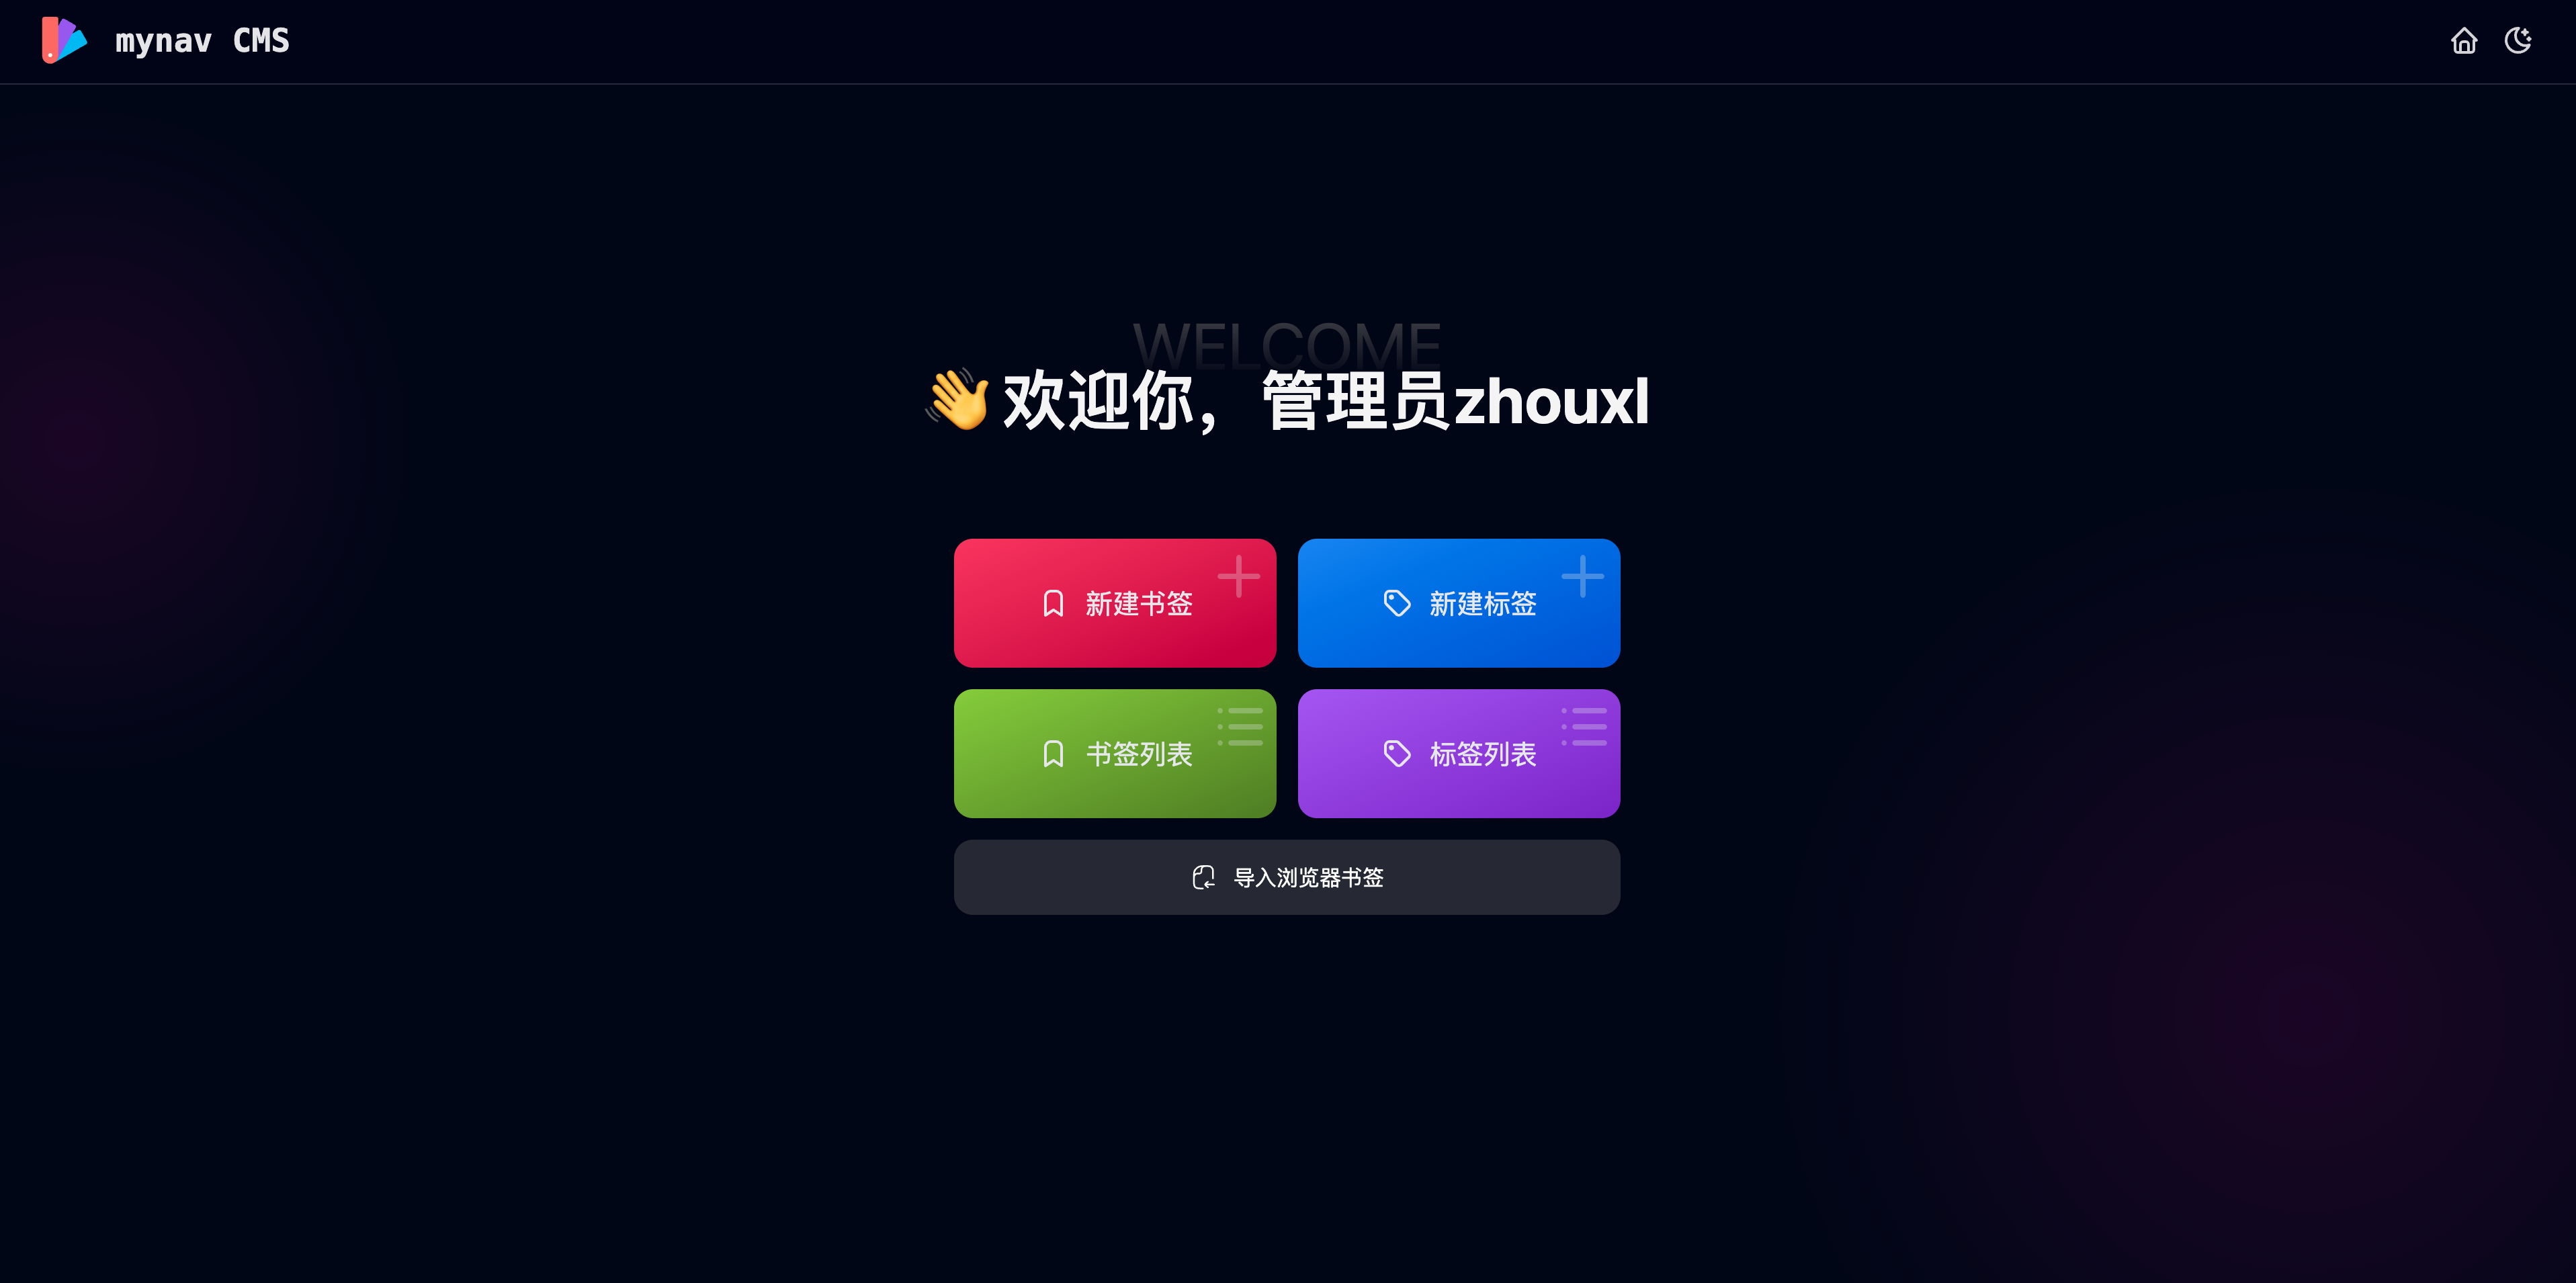 mynav CMS
WELCOME
👋 欢迎你，管理员zhouxl
新建书签
新建标签
书签列表
标签列表
导入浏览器书签